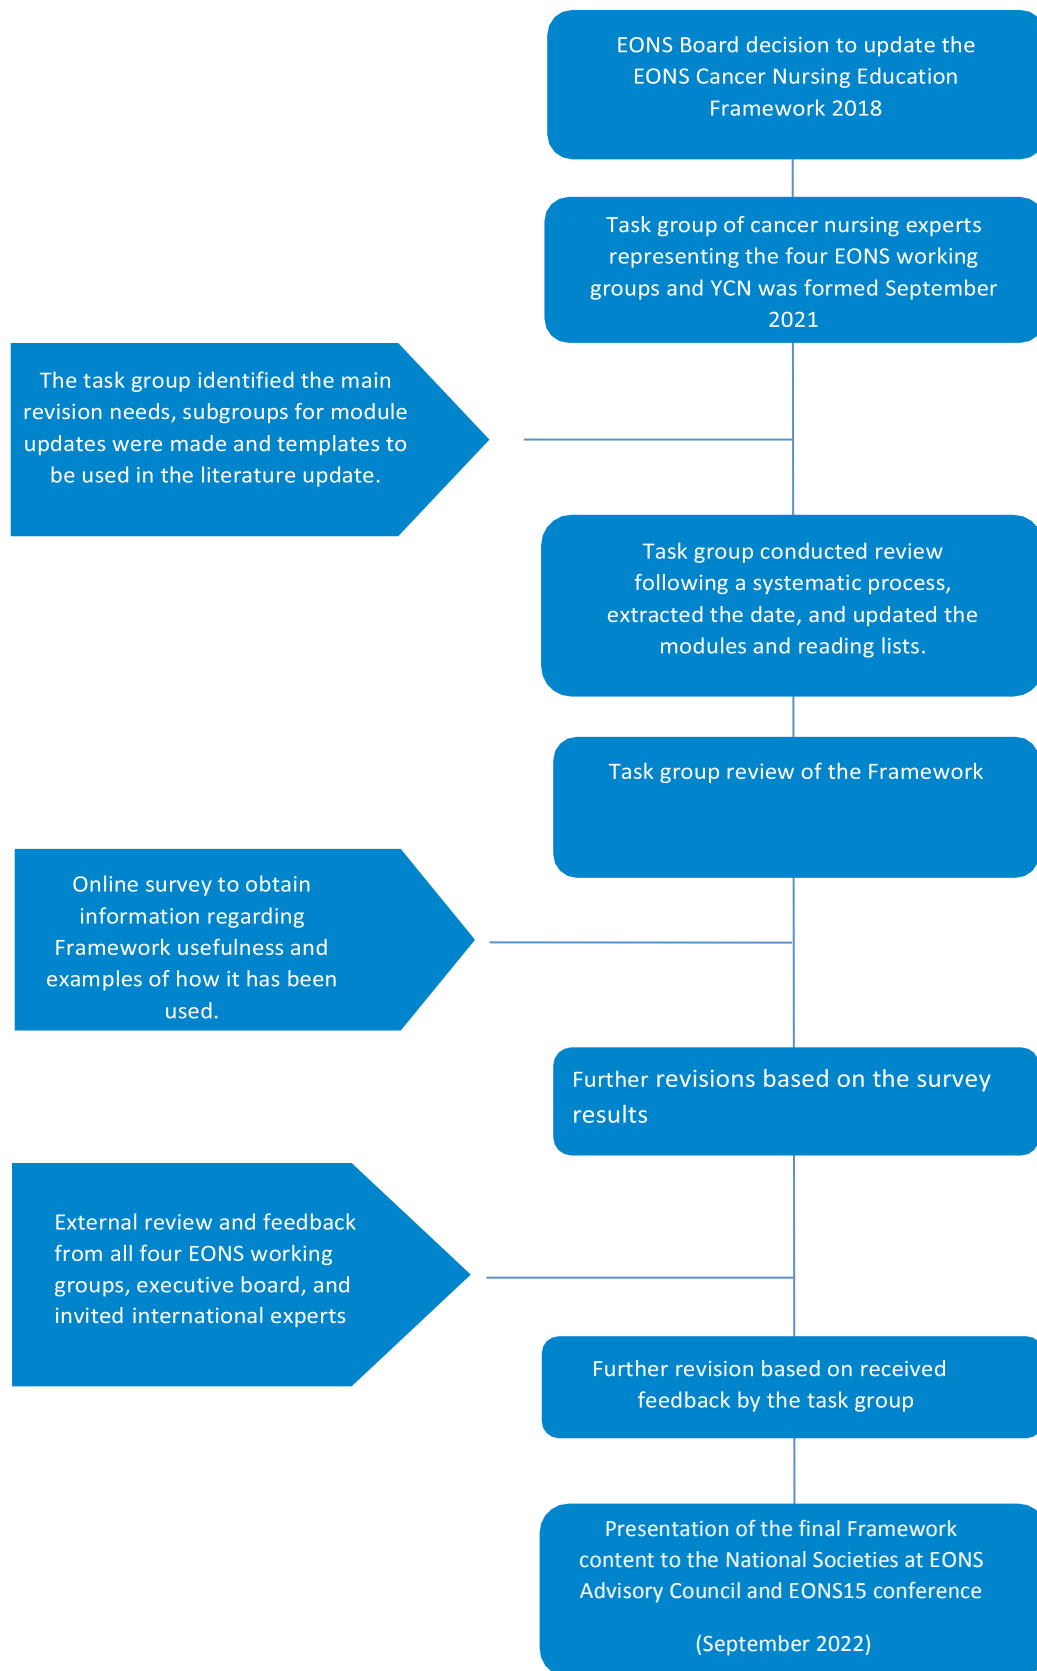 EONS Board decision to update the
EONS Cancer Nursing Education
Framework 2018
Task group of cancer nursing experts
representing the four EONS working
groups and YCN was formed September
2021
The task group identified the main
revision needs, subgroups for module
updates were made and templates to
be used in the literature update.
Task group conducted review
following a systematic process,
extracted the date, and updated the
modules and reading lists.
Task group review of the Framework
Online survey to obtain
information regarding
Framework usefulness and
examples of how it has been
used.
Further revisions based on the survey
results
External review and feedback
from all four EONS working
groups, executive board, and
invited international experts
Further revision based on received
feedback by the task group
Presentation of the final Framework
content to the National Societies at EONS
Advisory Council and EONS15 conference
(September 2022)